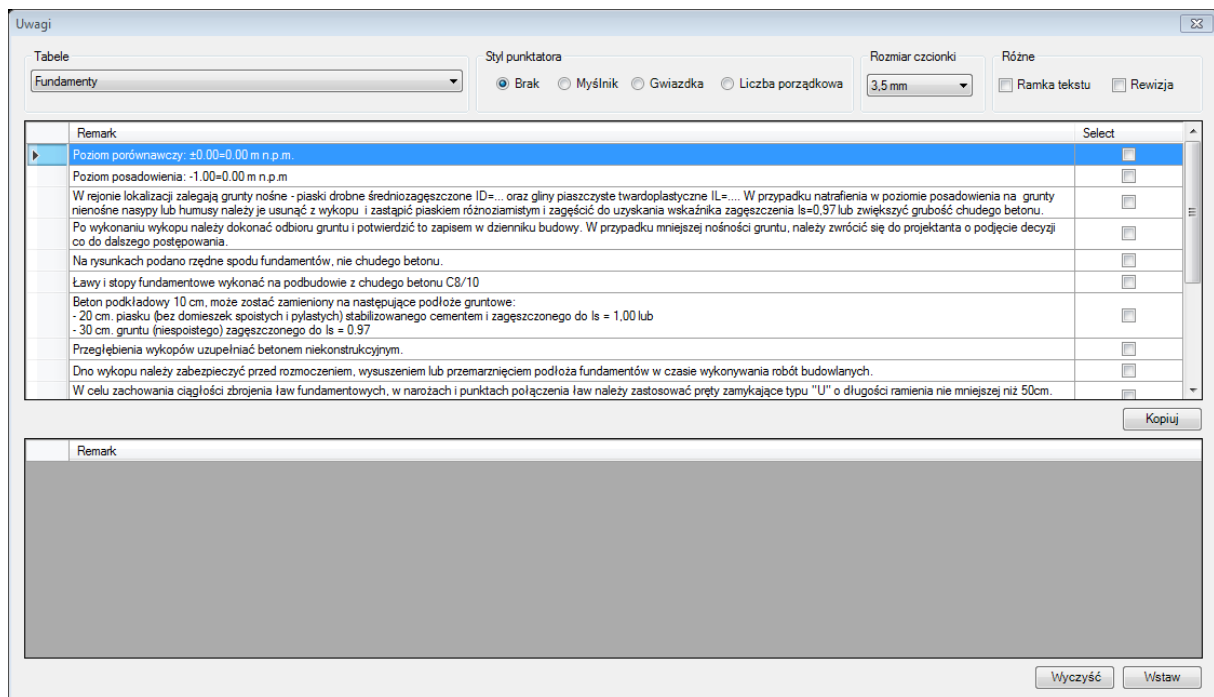 Uwagi
Tabele
Fundamenty
Styl punktatora
Brak Myślnik Gwiazdka Liczba porządkowa
Rozmiar czcionki
3,5 mm
Różne
Ramka tekstu Rewizja
Remark Select
Poziom porównawczy: ±0.00=0.00 m n.p.m.
Poziom posadowienia: -1.00=0.00 m n.p.m
W rejonie lokalizacji zalegają grunty nośne - piaski drobne średniozagęszczone ID=... oraz gliny piaszczyste twardoplastyczne IL=.... W przypadku natrafienia w poziomie posadowienia na grunty
nienośne nasypy lub humusy należy je usunąć z wykopu i zastąpić piaskiem różnoziarnistym i zagęścić do uzyskania wskaźnika zagęszczenia Is=0,97 lub zwiększyć grubość chudego betonu.
Po wykonaniu wykopu należy dokonać odbioru gruntu i potwierdzić to zapisem w dzienniku budowy. W przypadku mniejszej nośności gruntu, należy zwrócić się do projektanta o podjęcie decyzji
co do dalszego postępowania.
Na rysunkach podano rzędne spodu fundamentów, nie chudego betonu.
Ławy i stopy fundamentowe wykonać na podbudowie z chudego betonu C8/10
Beton podkładowy 10 cm, może zostać zamieniony na następujące podłoże gruntowe:
- 20 cm. piasku (bez domieszek spoistych i pylastych) stabilizowanego cementem i zagęszczonego do Is = 1,00 lub
- 30 cm. gruntu (niespoistego) zagęszczonego do Is = 0.97
Przegłębienia wykopów uzupełniać betonem niekonstrukcyjnym.
Dno wykopu należy zabezpieczyć przed rozmoczeniem, wysuszeniem lub przemarznięciem podłoża fundamentów w czasie wykonywania robót budowlanych.
W celu zachowania ciągłości zbrojenia ław fundamentowych, w narożach i punktach połączenia ław należy zastosować pręty zamykające typu "U" o długości ramienia nie mniejszej niż 50cm.
Kopiuj
Remark
Wyczyść Wstaw